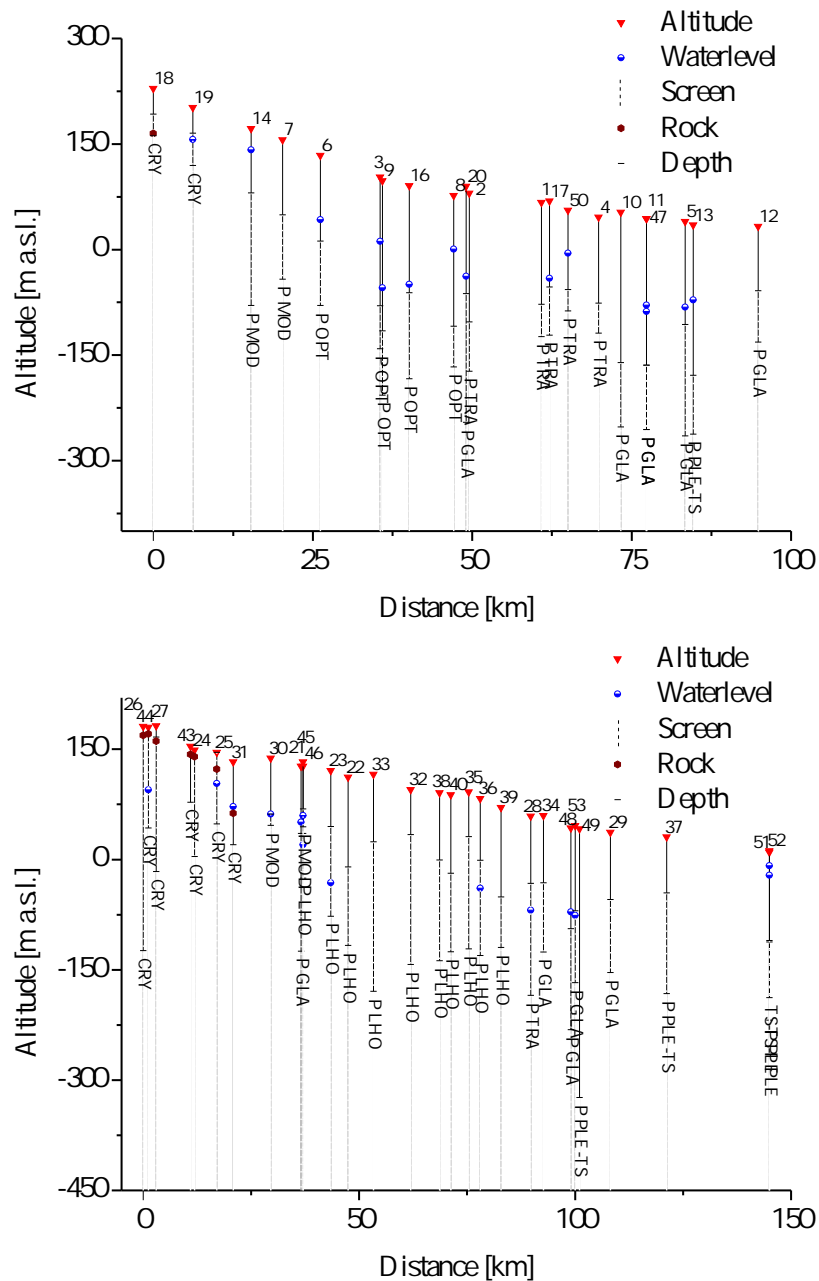 Altitude
Waterlevel
Screen
Rock
Depth
Altitude [m a.s.l.]
300
150
0
-150
-300
18
19
14
7
6
3
9
16
8
20
2
1
17
50
4
10
11
47
5
13
12
CRY
CRY
P MOD
P MOD
P OPT
P OPT
P OPT
P OPT
P OPT
P TRA
P GLA
P TRA
P TRA
P TRA
P TRA
P GLA
P GLA
P GLA
P PLE-TS
P GLA
0
25
50
75
100
Distance [km]
Altitude
Waterlevel
Screen
Rock
Depth
Altitude [m a.s.l.]
150
0
-150
-300
-450
26
44
27
43
24
25
31
30
21
45
46
23
22
33
32
38
40
35
36
39
28
34
48
53
49
29
37
51
52
CRY
CRY
CRY
CRY
CRY
CRY
CRY
P MOD
P MOD
P LHO
P GLA
P LHO
P LHO
P LHO
P LHO
P LHO
P LHO
P LHO
P LHO
P LHO
P TRA
P GLA
P GLA
P GLA
P PLE-TS
P GLA
P PLE-TS
0
50
100
150
Distance [km]